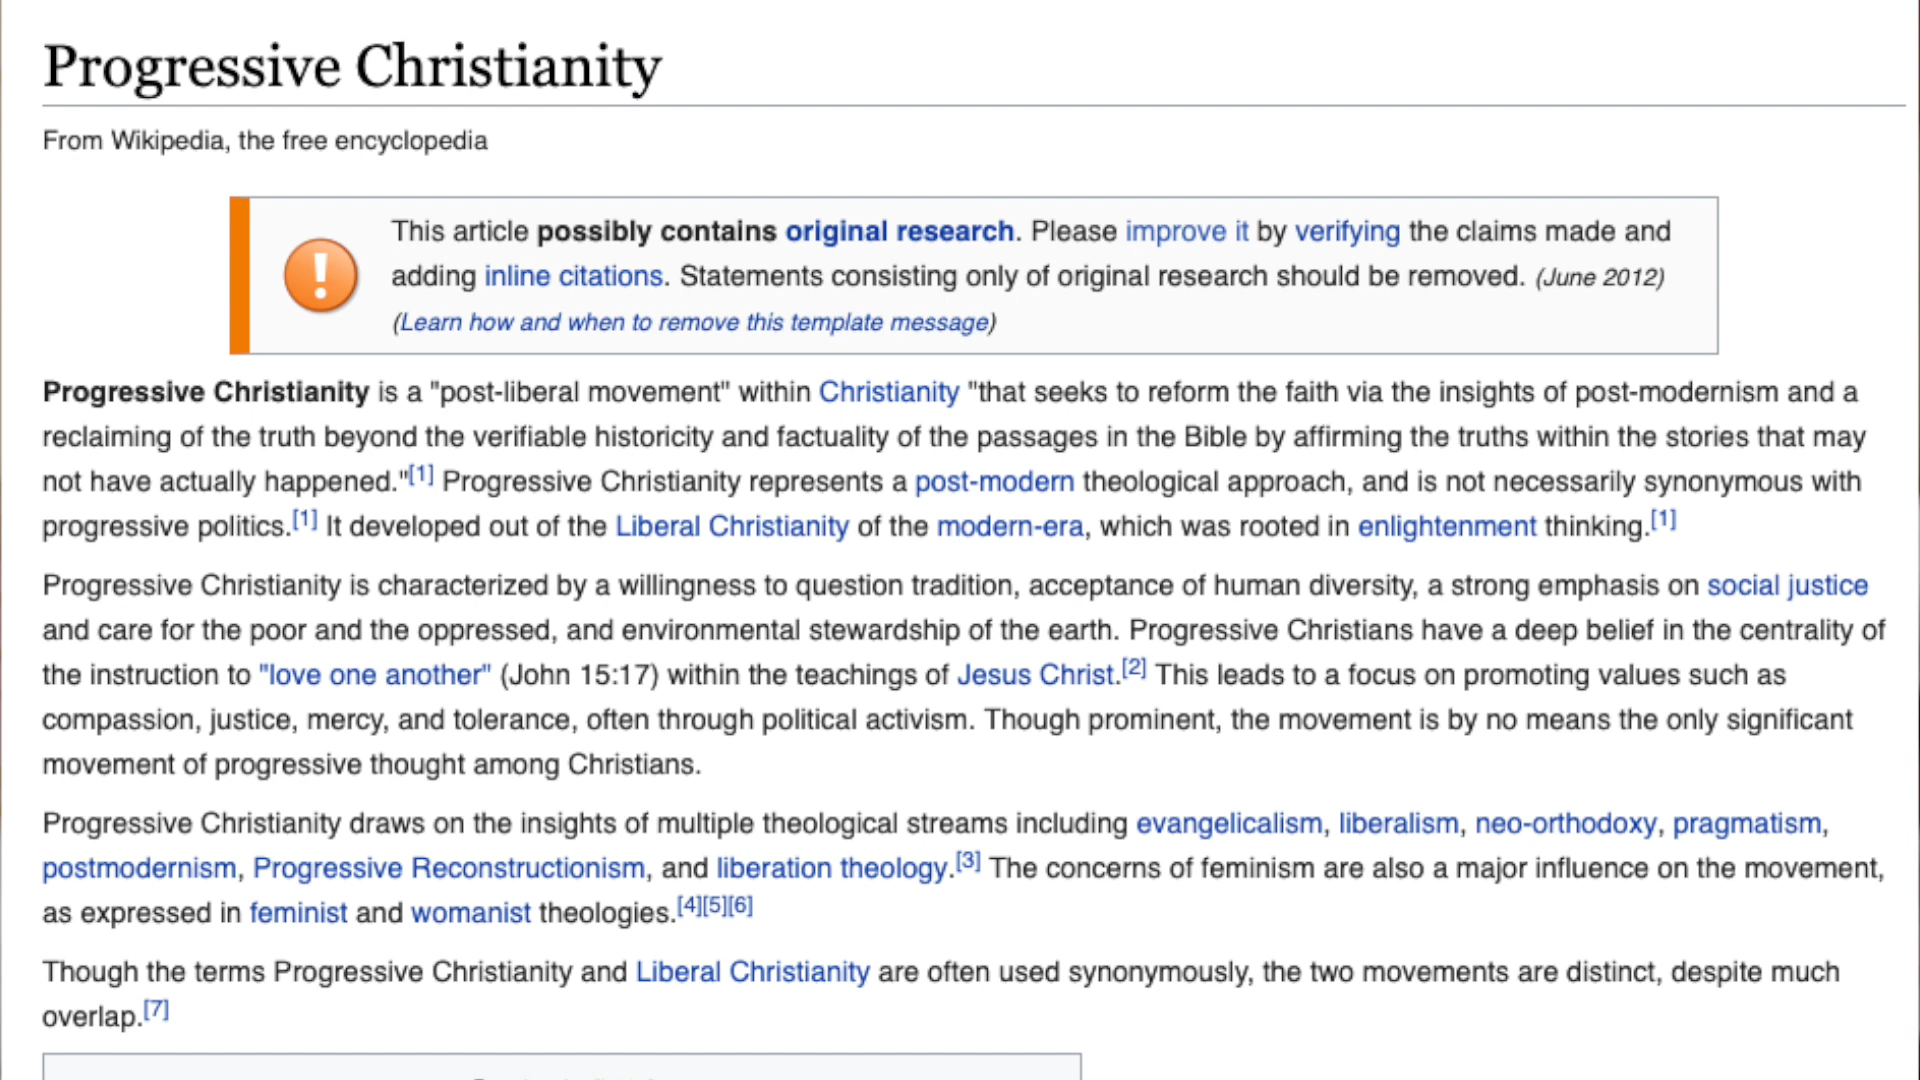 Progressive Christianity
From Wikipedia, the free encyclopedia
This article possibly contains original research. Please improve it by verifying the claims made and
adding inline citations. Statements consisting only of original research should be removed. (June 2012)
(Learn how and when to remove this template message)
Progressive Christianity is a "post-liberal movement" within Christianity "that seeks to reform the faith via the insights of post-modernism and a
reclaiming of the truth beyond the verifiable historicity and factuality of the passages in the Bible by affirming the truths within the stories that may
not have actually happened."[1] Progressive Christianity represents a post-modern theological approach, and is not necessarily synonymous with
progressive politics.[1] It developed out of the Liberal Christianity of the modern-era, which was rooted in enlightenment thinking.[1]
Progressive Christianity is characterized by a willingness to question tradition, acceptance of human diversity, a strong emphasis on social justice
and care for the poor and the oppressed, and environmental stewardship of the earth. Progressive Christians have a deep belief in the centrality of
the instruction to "love one another" (John 15:17) within the teachings of Jesus Christ.[2] This leads to a focus on promoting values such as
compassion, justice, mercy, and tolerance, often through political activism. Though prominent, the movement is by no means the only significant
movement of progressive thought among Christians.
Progressive Christianity draws on the insights of multiple theological streams including evangelicalism, liberalism, neo-orthodoxy, pragmatism,
postmodernism, Progressive Reconstructionism, and liberation theology.[3] The concerns of feminism are also a major influence on the movement,
as expressed in feminist and womanist theologies.[4][5][6]
Though the terms Progressive Christianity and Liberal Christianity are often used synonymously, the two movements are distinct, despite much
overlap.[7]